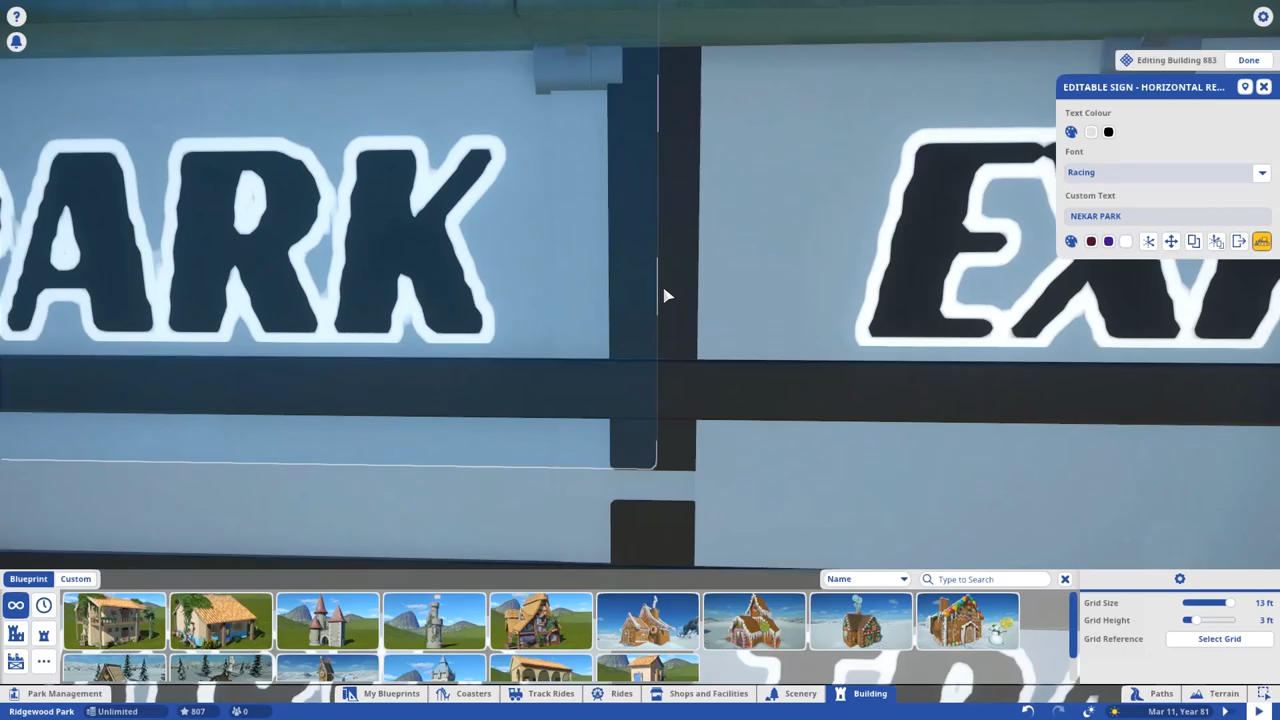 Editing Building 883
Done
EDITABLE SIGN - HORIZONTAL RE...
Text Colour
Font
Racing
Custom Text
NEKAR PARK
ARK
Blueprint
Custom
Name
Type to Search
Grid Size
13 ft
Grid Height
3 ft
Grid Reference
Select Grid
Park Management
My Blueprints
Coasters
Track Rides
Rides
Shops and Facilities
Scenery
Building
Paths
Terrain
Ridgewood Park
Unlimited
807
0
Mar 11, Year 81